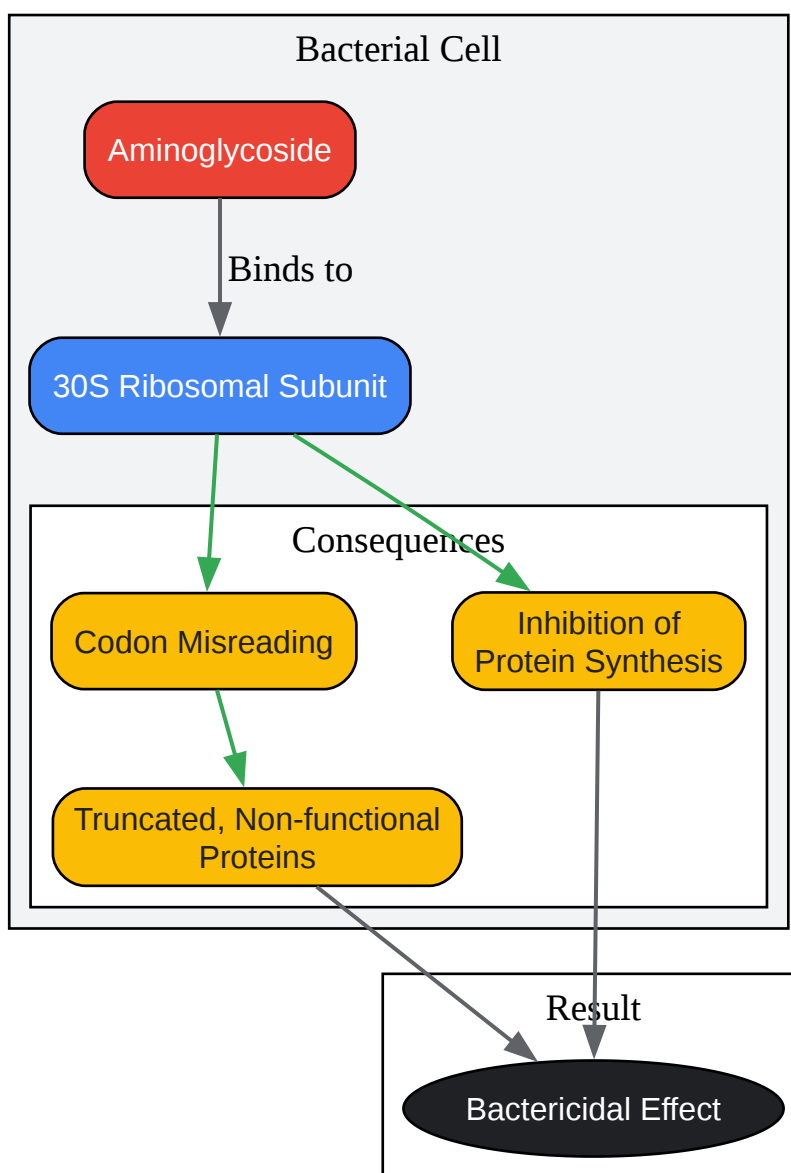 Bacterial Cell
Aminoglycoside
Binds to
30S Ribosomal Subunit
Consequences
Codon Misreading
Inhibition of
Protein Synthesis
Truncated, Non-functional
Proteins
Result
Bactericidal Effect